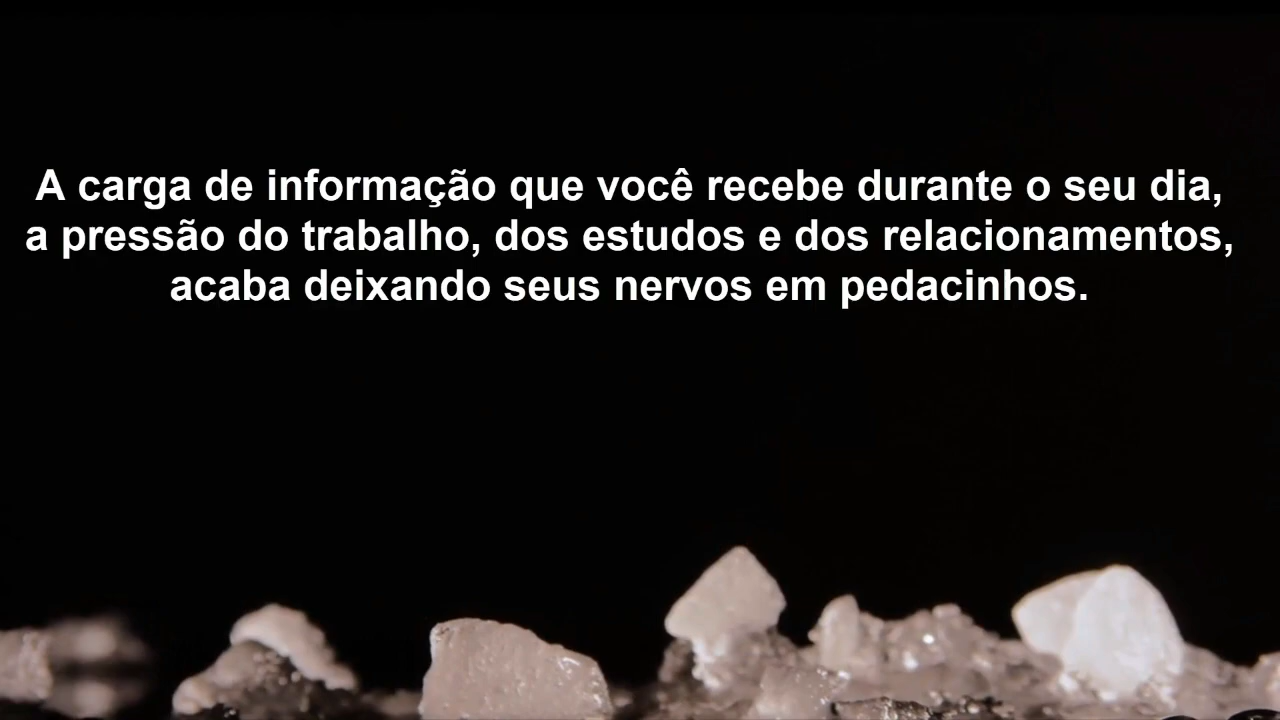 A carga de informação que você recebe durante o seu dia,
a pressão do trabalho, dos estudos e dos relacionamentos,
acaba deixando seus nervos em pedacinhos.